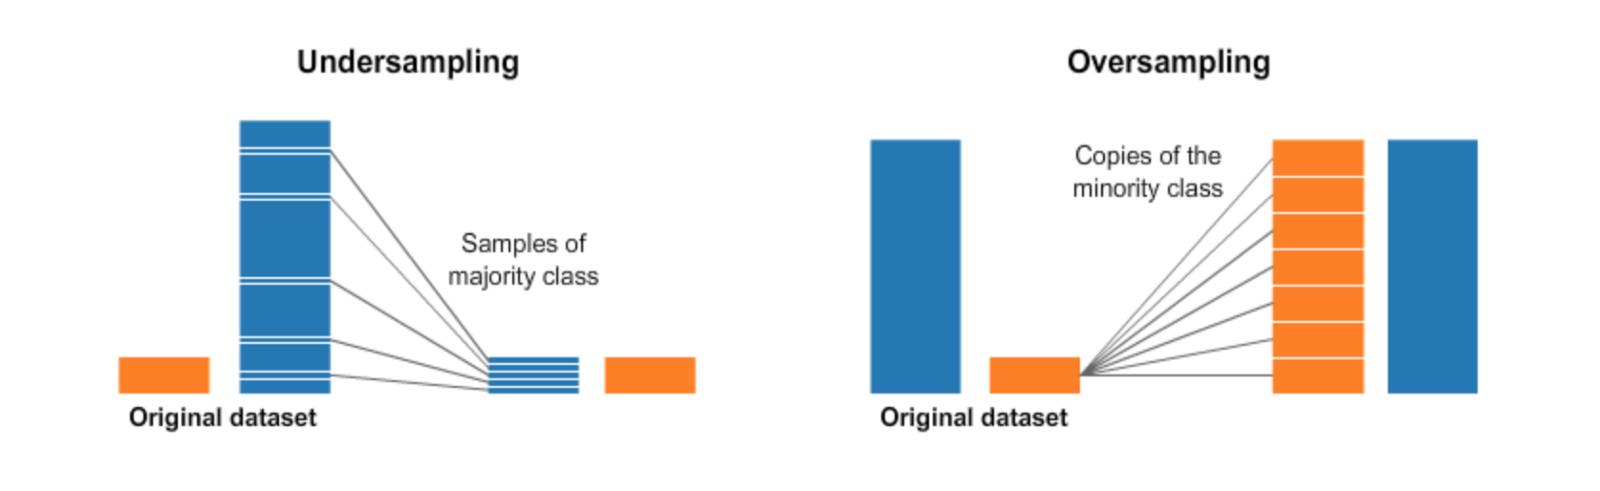 Undersampling
Samples of
majority class
Original dataset
Oversampling
Copies of the
minority class
Original dataset